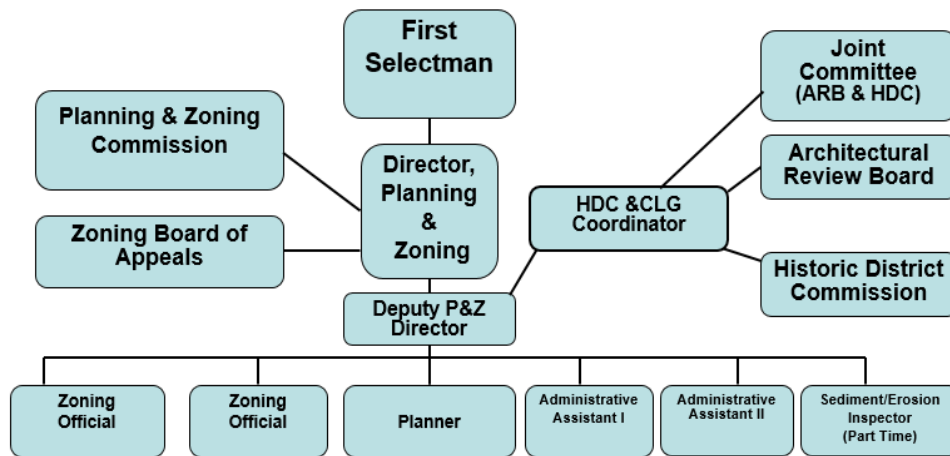 First
Selectman
Joint
Committee
(ARB & HDC)
Planning & Zoning
Commission
Director,
Planning
&
Zoning
Architectural
Review Board
HDC &CLG
Coordinator
Zoning Board of
Appeals
Historic District
Commission
Deputy P&Z
Director
Zoning
Official
Zoning
Official
Planner
Administrative
Assistant I
Administrative
Assistant II
Sediment/Erosion
Inspector
(Part Time)